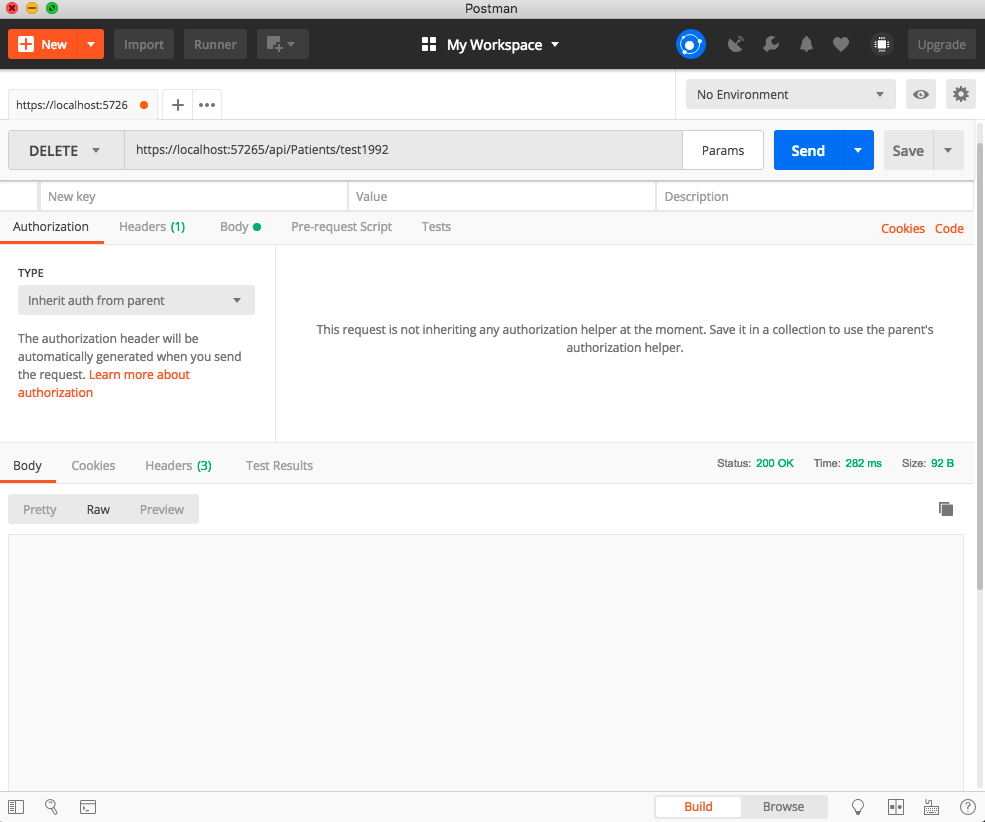 Postman
New
Import
Runner
My Workspace
Upgrade
https://localhost:5726
No Environment
DELETE
https://localhost:57265/api/Patients/test1992
Params
Send
Save
New key
Value
Description
Authorization
Headers (1)
Body
Pre-request Script
Tests
Cookies
Code
TYPE
Inherit auth from parent
The authorization header will be
automatically generated when you send
the request. Learn more about
authorization
This request is not inheriting any authorization helper at the moment. Save it in a collection to use the parent's
authorization helper.
Body
Cookies
Headers (3)
Test Results
Status: 200 OK
Time: 282 ms
Size: 92 B
Pretty
Raw
Preview
Build
Browse